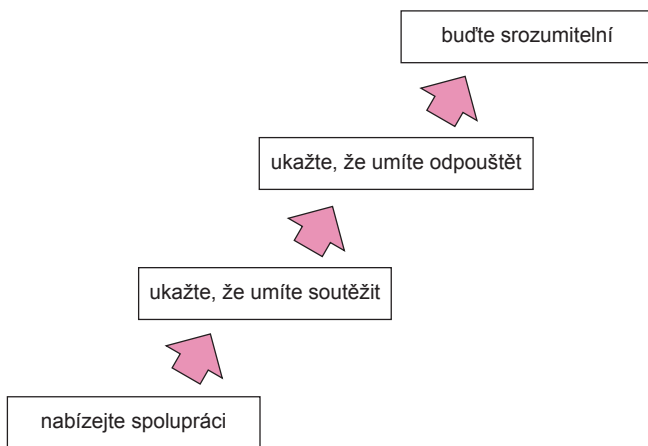 buďte srozumitelní
ukažte, že umíte odpouštět
ukažte, že umíte soutěžit
nabízejte spolupráci